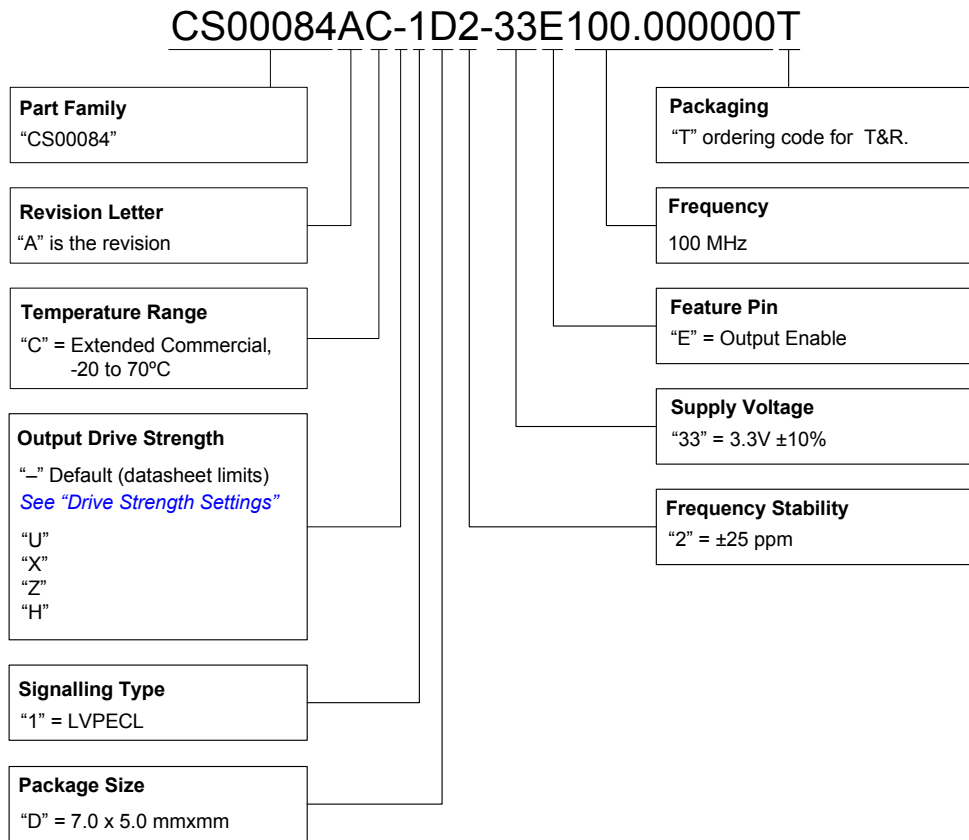 CS00084AC-1D2-33E100.000000T
Part Family
“CS00084”
Revision Letter
“A” is the revision
Temperature Range
“C” = Extended Commercial,
-20 to 70ºC
Output Drive Strength
“–” Default (datasheet limits)
See “Drive Strength Settings”
“U”
“X”
“Z”
“H”
Signalling Type
“1” = LVPECL
Package Size
“D” = 7.0 x 5.0 mmxmm
Packaging
“T” ordering code for T&R.
Frequency
100 MHz
Feature Pin
“E” = Output Enable
Supply Voltage
“33” = 3.3V ±10%
Frequency Stability
“2” = ±25 ppm